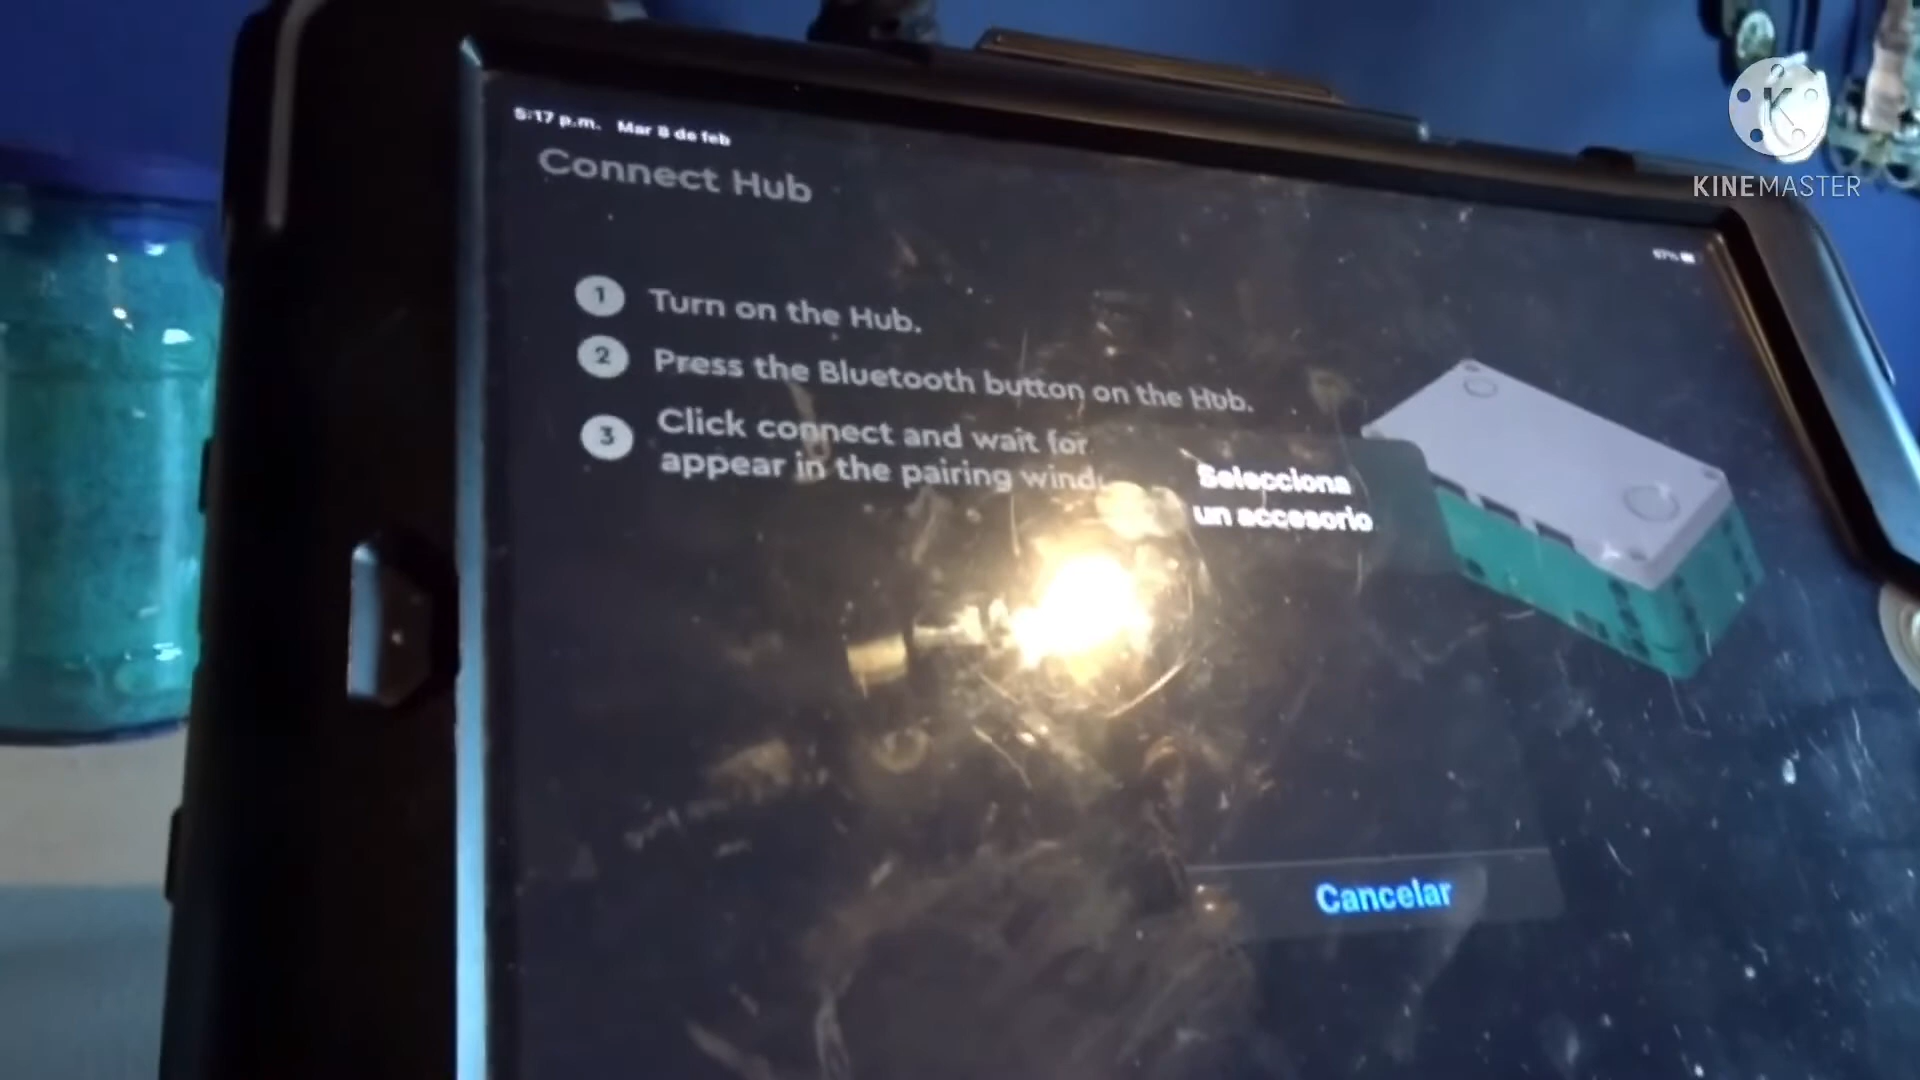 5:17 p.m. Mar 8 de feb
Connect Hub
1 Turn on the Hub.
2 Press the Bluetooth button on the Hub.
3 Click connect and wait for
appear in the pairing wind
Selecciona
un accesorio
Cancelar
K
KINEMASTER